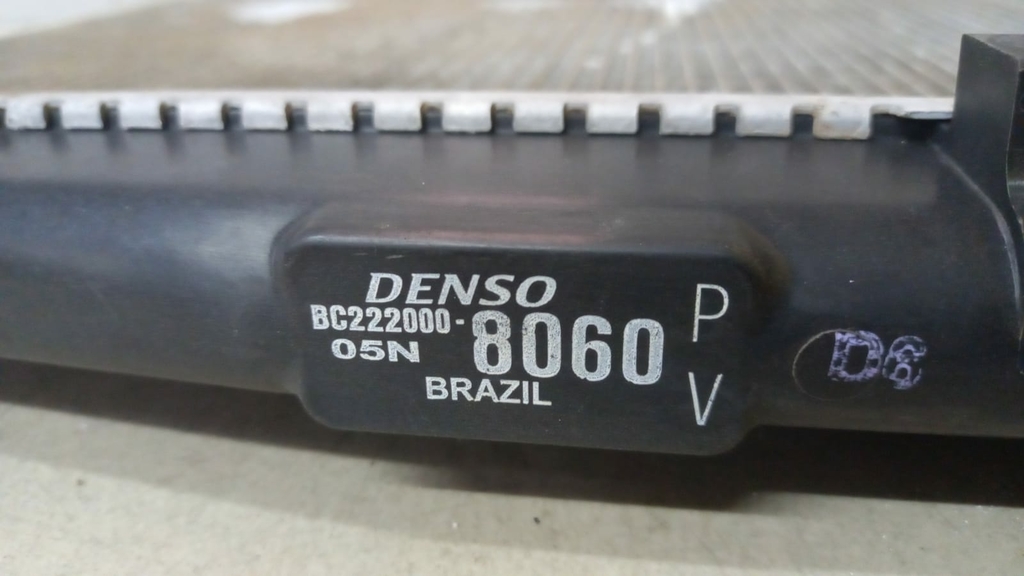 DENSO
BC222000-8060
05N
BRAZIL
P
V
D6